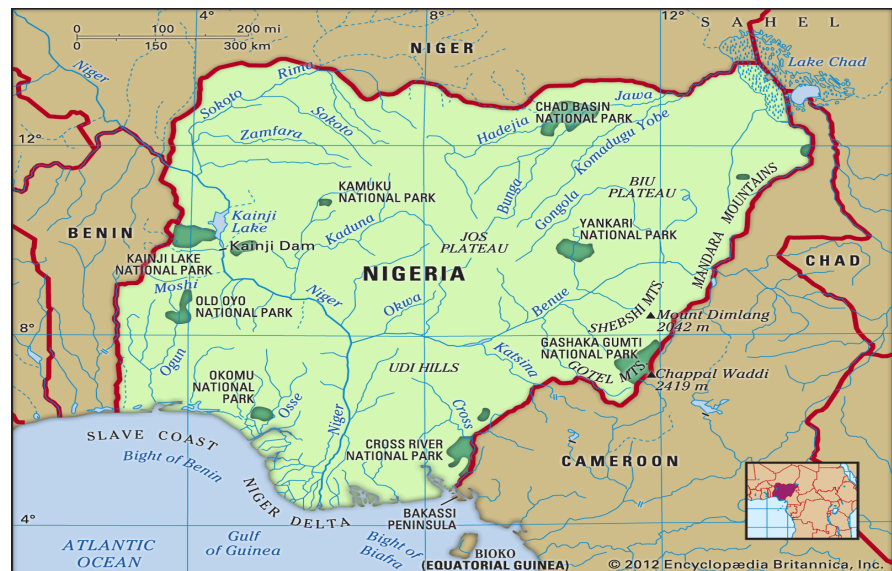 4°
8°
12°
SAHEL
0 100 200 mi
0 150 300 km
NIGER
Lake Chad
Niger
Rima
Sokoto
Sokoto
Zamfara
CHAD BASIN
NATIONAL PARK
Jawa
Hadejia
Komadugu Yobe
12°
KAMUKU
NATIONAL PARK
Bunga
Gongola
BIU
PLATEAU
MANDARA MOUNTAINS
Kainji
Lake
Kaduna
JOS
PLATEAU
YANKARI
NATIONAL PARK
BENIN
Kainji Dam
KAINJI LAKE
NATIONAL PARK
NIGERIA
CHAD
Moshi
OLD OYO
NATIONAL PARK
Niger
Okwa
Benue
SHEBSHI MTS.
Mount Dimlang
2042 m
8°
Ogun
Katsina
GASHAKA GUMTI
NATIONAL PARK
GOTEL MTS.
Chappal Waddi
2419 m
OKOMU
NATIONAL
PARK
UDI HILLS
Osse
Niger
Cross
SLAVE COAST
Bight of Benin
CROSS RIVER
NATIONAL PARK
CAMEROON
NIGER DELTA
BAKASSI
PENINSULA
4°
ATLANTIC
OCEAN
Gulf
of Guinea
Bight of
Biafra
BIOKO
(EQUATORIAL GUINEA)
© 2012 Encyclopædia Britannica, Inc.